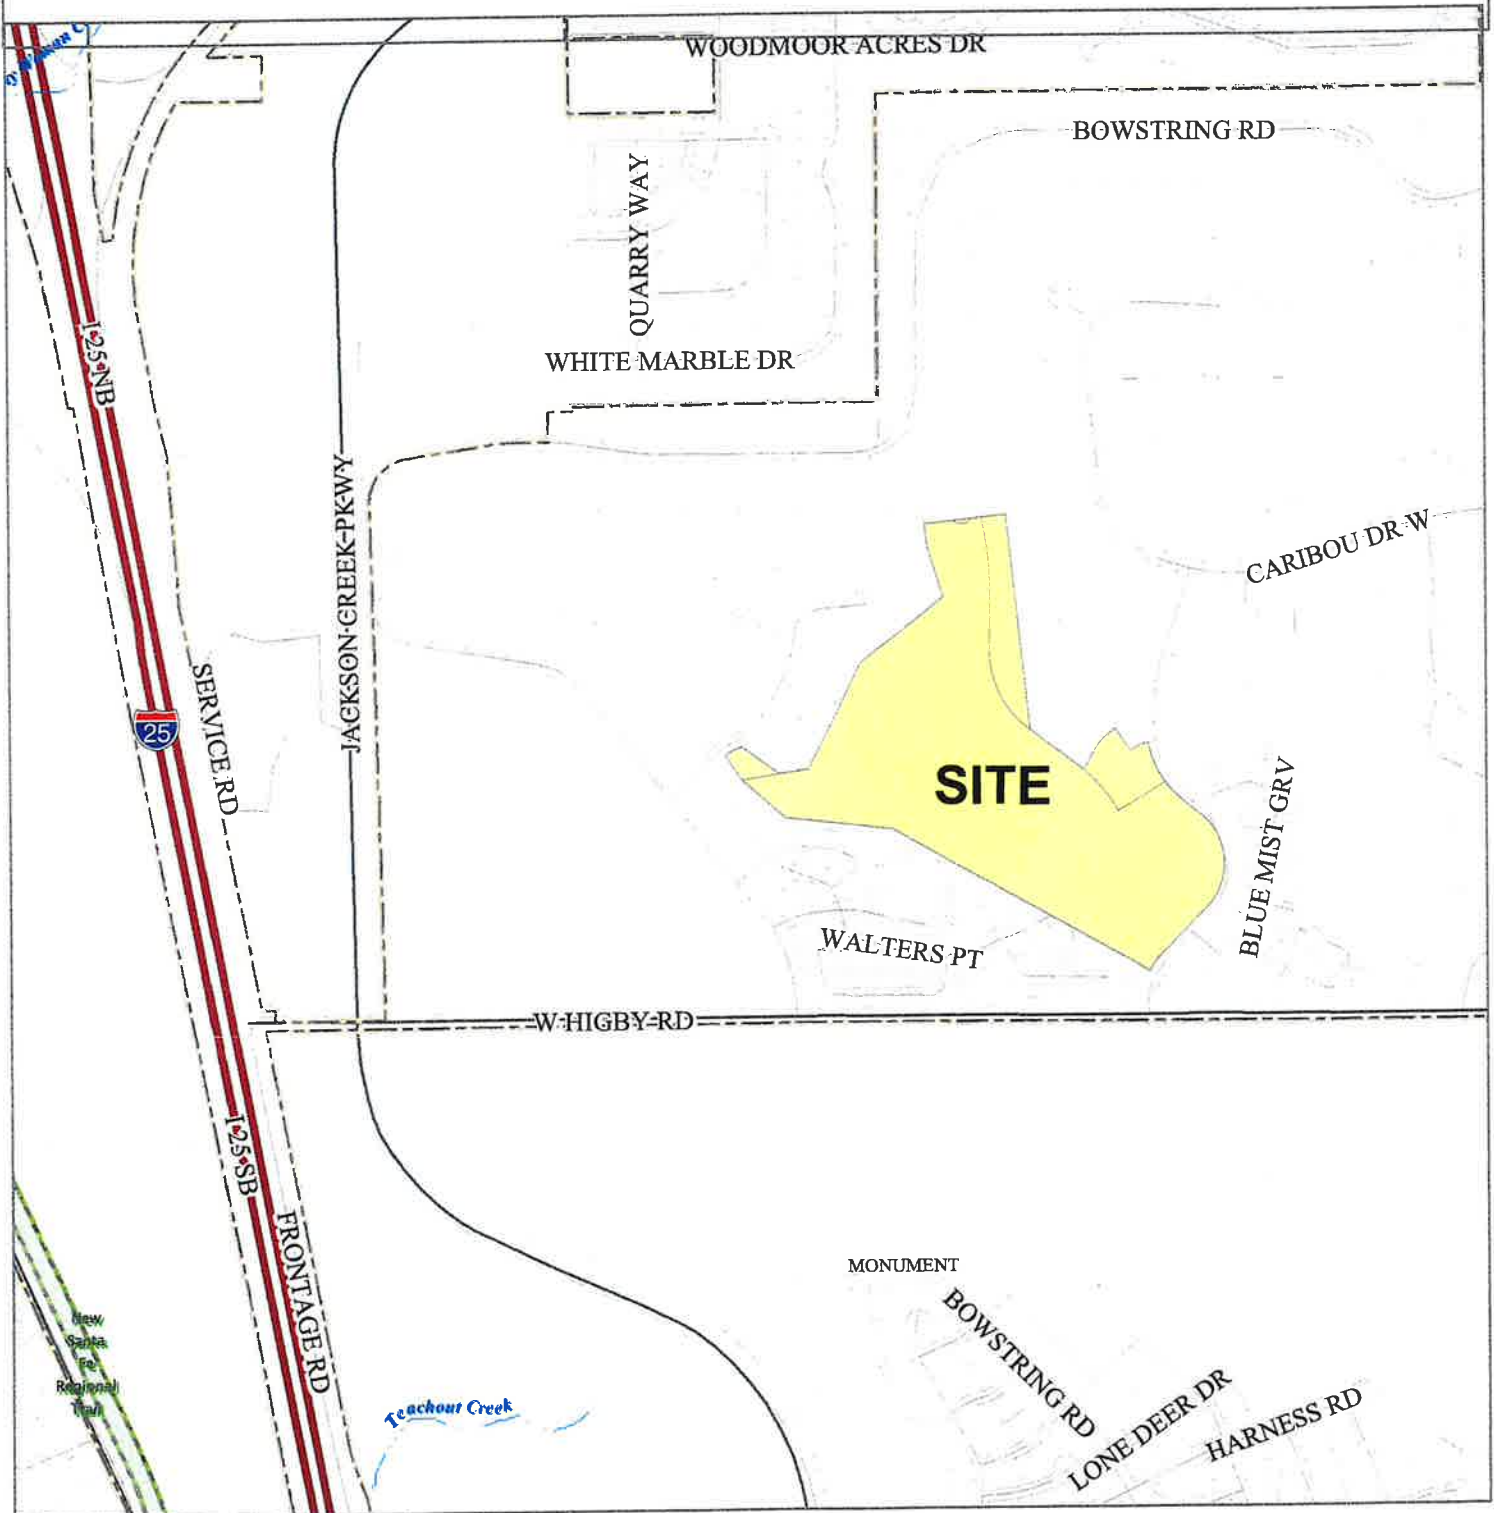 WOODMOOR ACRES DR
BOWSTRING RD
QUARRY WAY
I-25 NB
WHITE MARBLE DR
JACKSON CREEK PKWY
CARIBOU DR W
SERVICE RD
25
SITE
BLUE MIST GRV
WALTERS PT
W HIGBY RD
I-25 SB
FRONTAGE RD
MONUMENT
BOWSTRING RD
New
Santa
Fe
Regional
Trail
Teachout Creek
LONE DEER DR
HARNESS RD